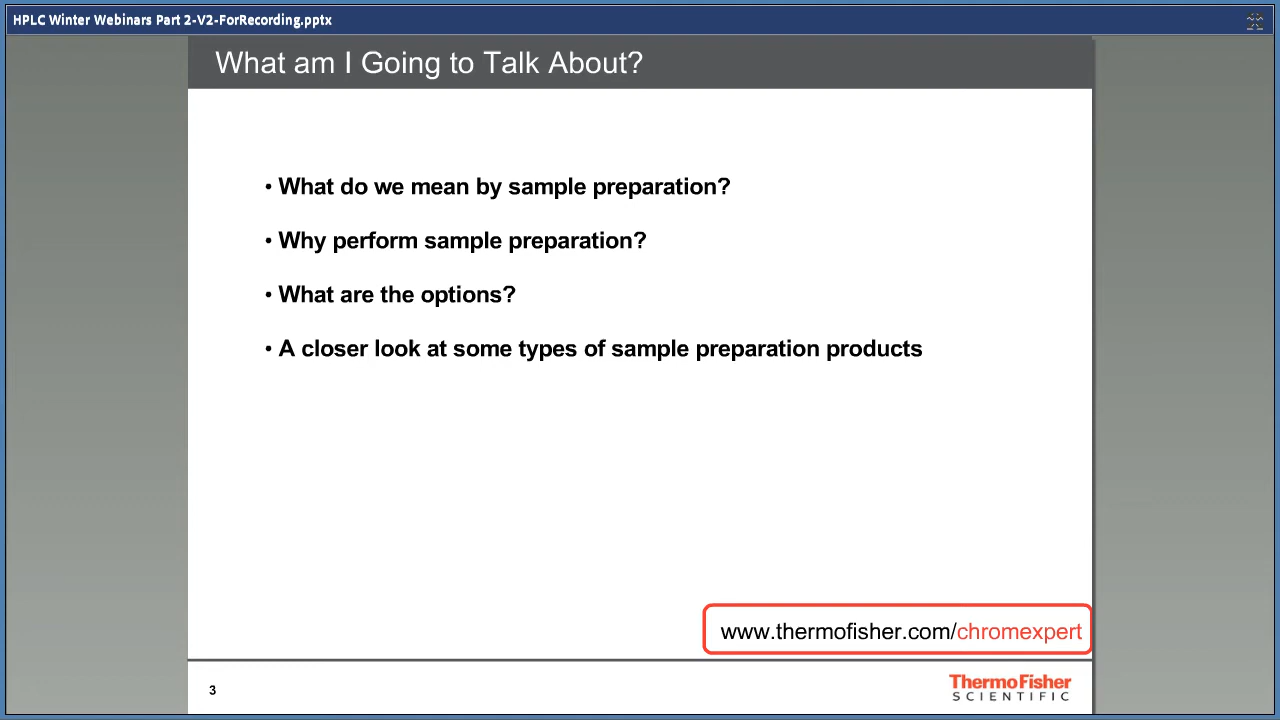 HPLC Winter Webinars Part 2-V2-ForRecording.pptx
What am I Going to Talk About?
• What do we mean by sample preparation?
• Why perform sample preparation?
• What are the options?
• A closer look at some types of sample preparation products
www.thermofisher.com/chromexpert
3
ThermoFisher
SCIENTIFIC